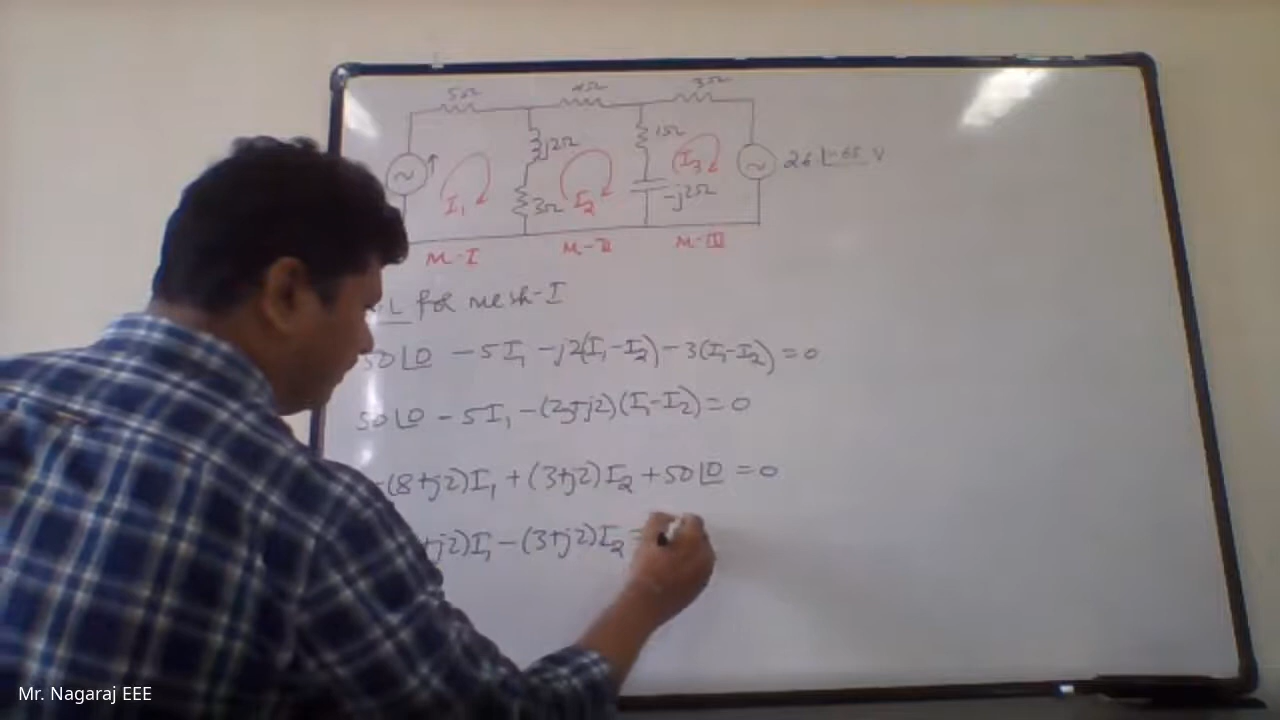 5Ω 4Ω 3Ω
j2Ω 1Ω
I₁ 3Ω I₂ I₃ -j2Ω 26∠-65 V
M-I M-II M-III
L for mesh-I
50∠0 - 5I₁ - j2(I₁-I₂) - 3(I₁-I₂) = 0
50∠0 - 5I₁ - (3+j2)(I₁-I₂) = 0
-(8+j2)I₁ + (3+j2)I₂ + 50∠0 = 0
+j2)I₁ - (3+j2)I₂ =
Mr. Nagaraj EEE